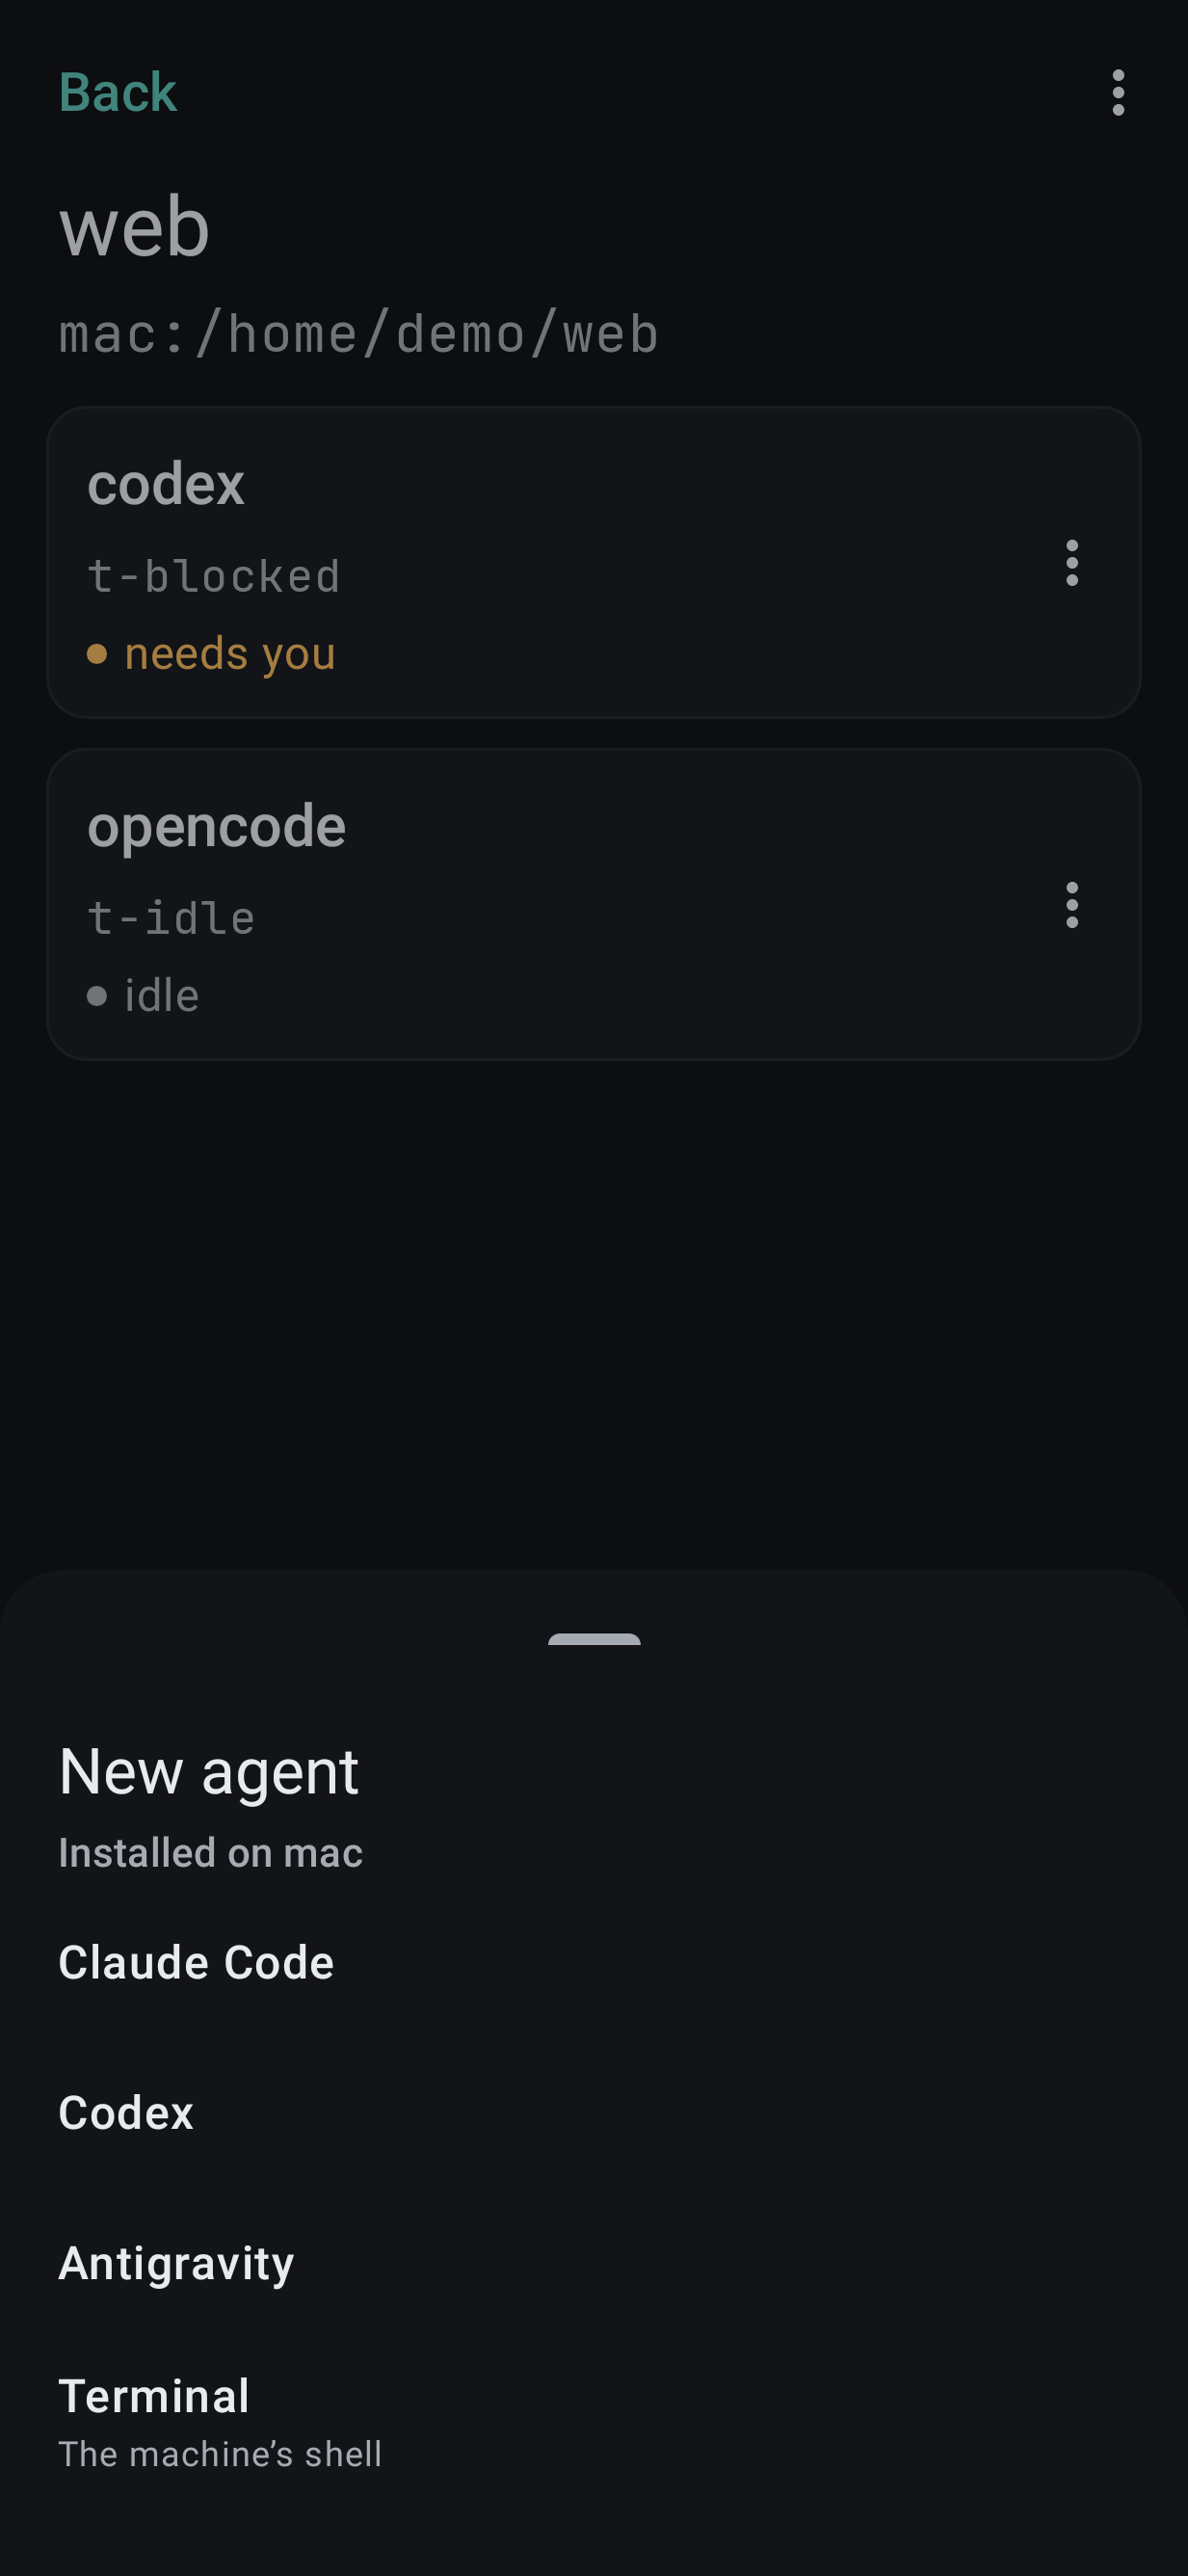 Back
web
mac:/home/demo/web
codex
t-blocked
needs you
opencode
t-idle
idle
New agent
Installed on mac
Claude Code
Codex
Antigravity
Terminal
The machine’s shell